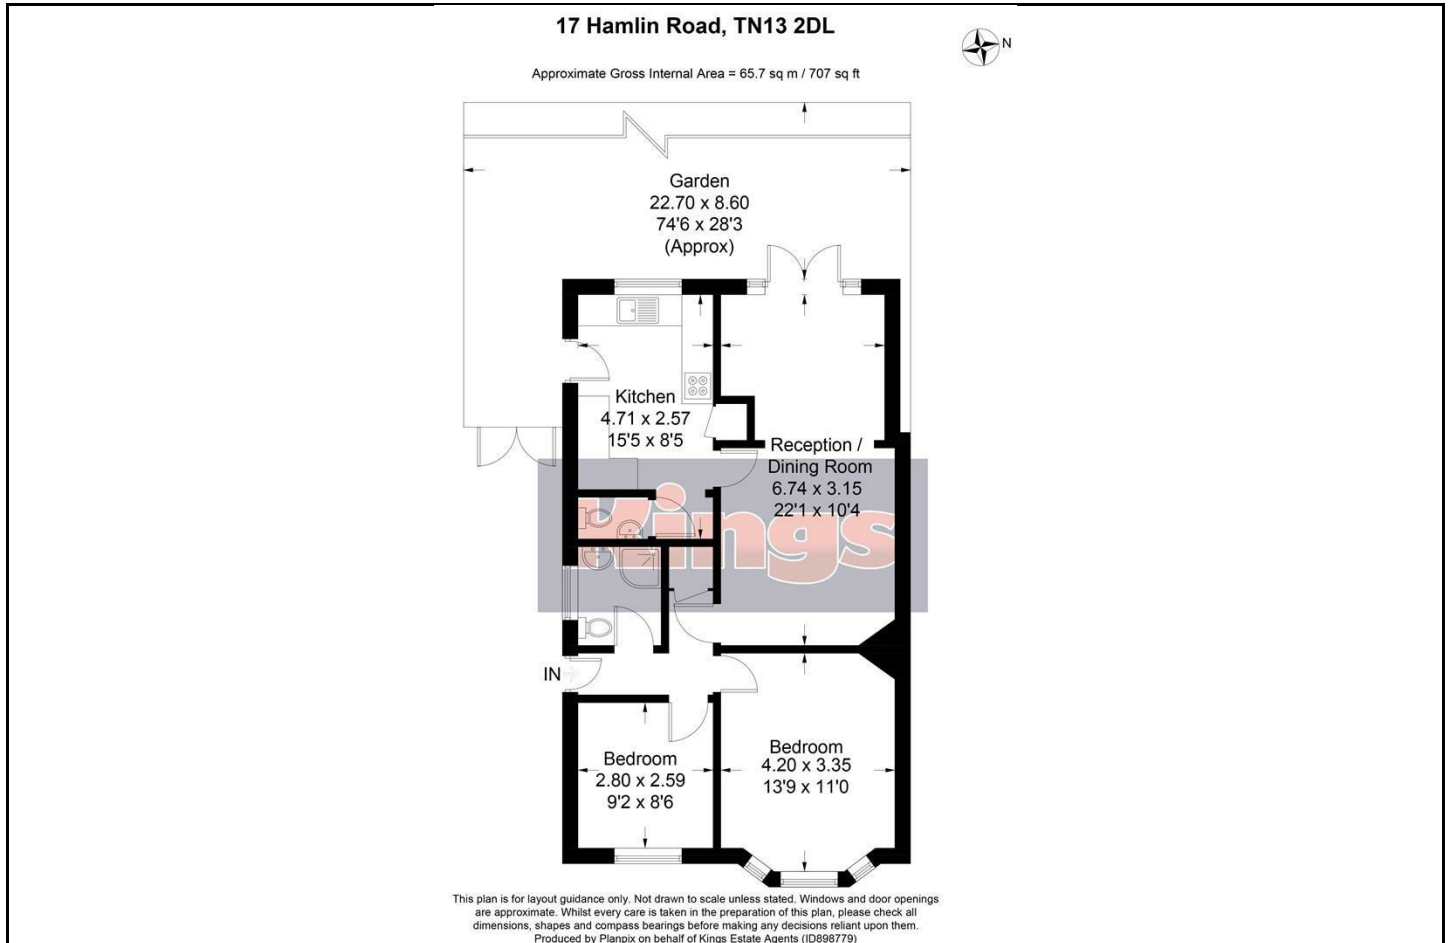 17 Hamlin Road, TN13 2DL
N
Approximate Gross Internal Area = 65.7 sq m / 707 sq ft
Garden
22.70 x 8.60
74'6 x 28'3
(Approx)
Kitchen
4.71 x 2.57
15'5 x 8'5
Reception /
Dining Room
6.74 x 3.15
22'1 x 10'4
Kings
IN
Bedroom
2.80 x 2.59
9'2 x 8'6
Bedroom
4.20 x 3.35
13'9 x 11'0
This plan is for layout guidance only. Not drawn to scale unless stated. Windows and door openings
are approximate. Whilst every care is taken in the preparation of this plan, please check all
dimensions, shapes and compass bearings before making any decisions reliant upon them.
Produced by Planpix on behalf of Kings Estate Agents (ID898779)